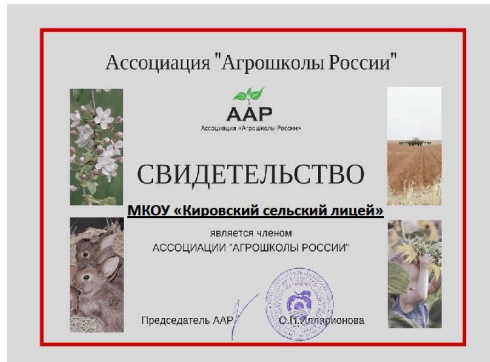 Ассоциация "Агрошколы России"
ААР
Ассоциация «Агрошколы России»
СВИДЕТЕЛЬСТВО
МКОУ «Кировский сельский лицей»
является членом
АССОЦИАЦИИ "АГРОШКОЛЫ РОССИИ"
Председатель ААР О.П.Илларионова